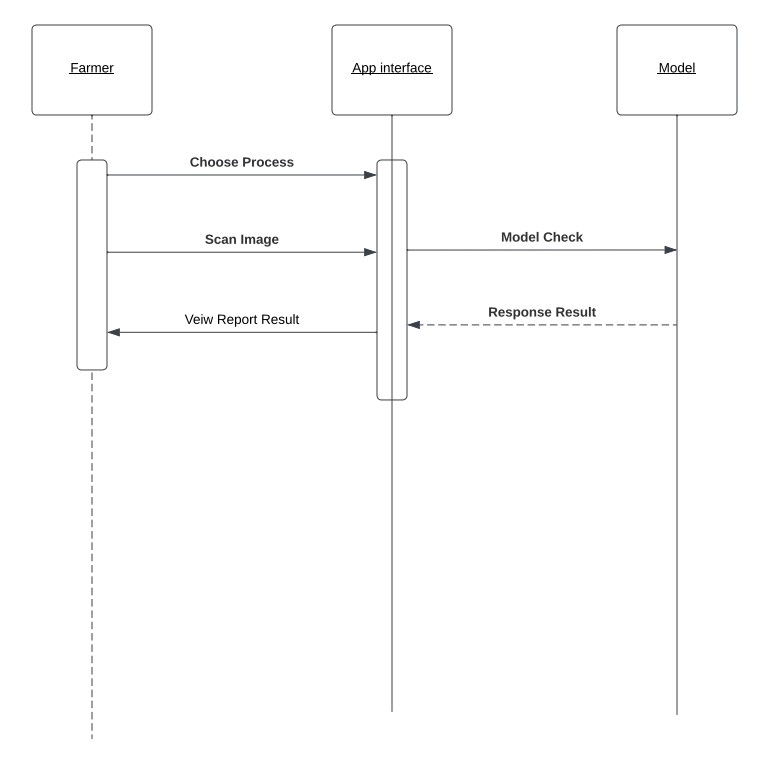 Farmer
App interface
Model
Choose Process
Scan Image
Model Check
Response Result
Veiw Report Result